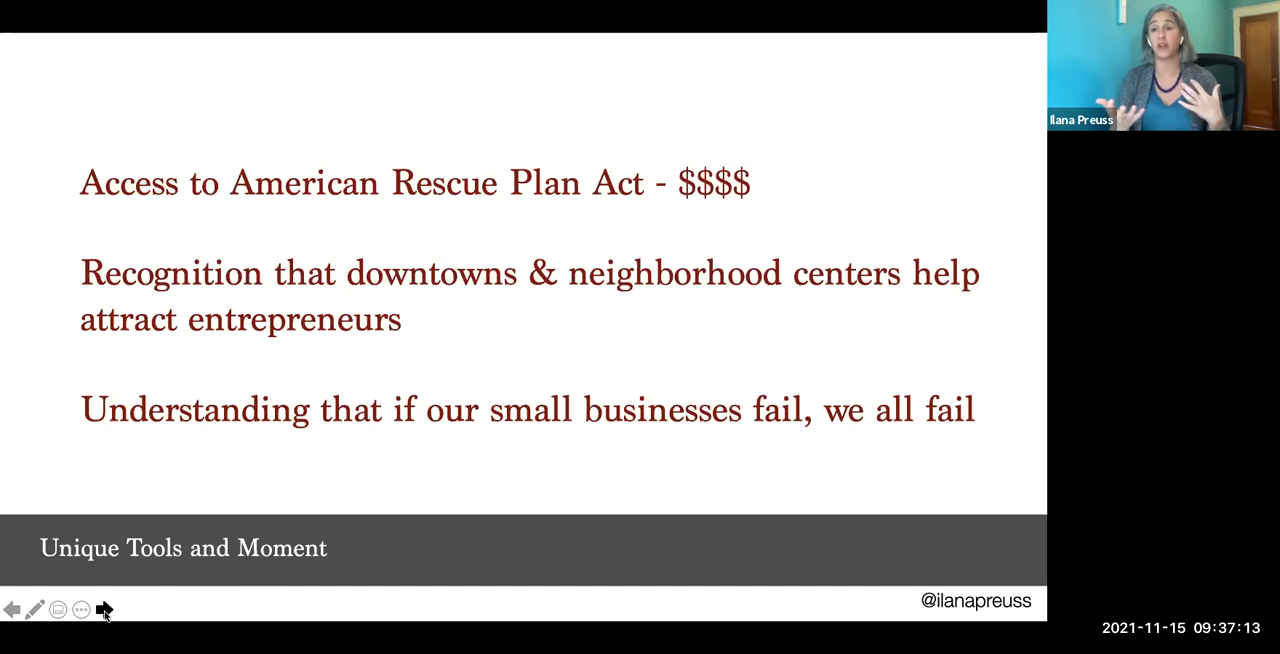 Access to American Rescue Plan Act - $$$$
Recognition that downtowns & neighborhood centers help
attract entrepreneurs
Understanding that if our small businesses fail, we all fail
Unique Tools and Moment
@ilanapreuss
Ilana Preuss
2021-11-15 09:37:13